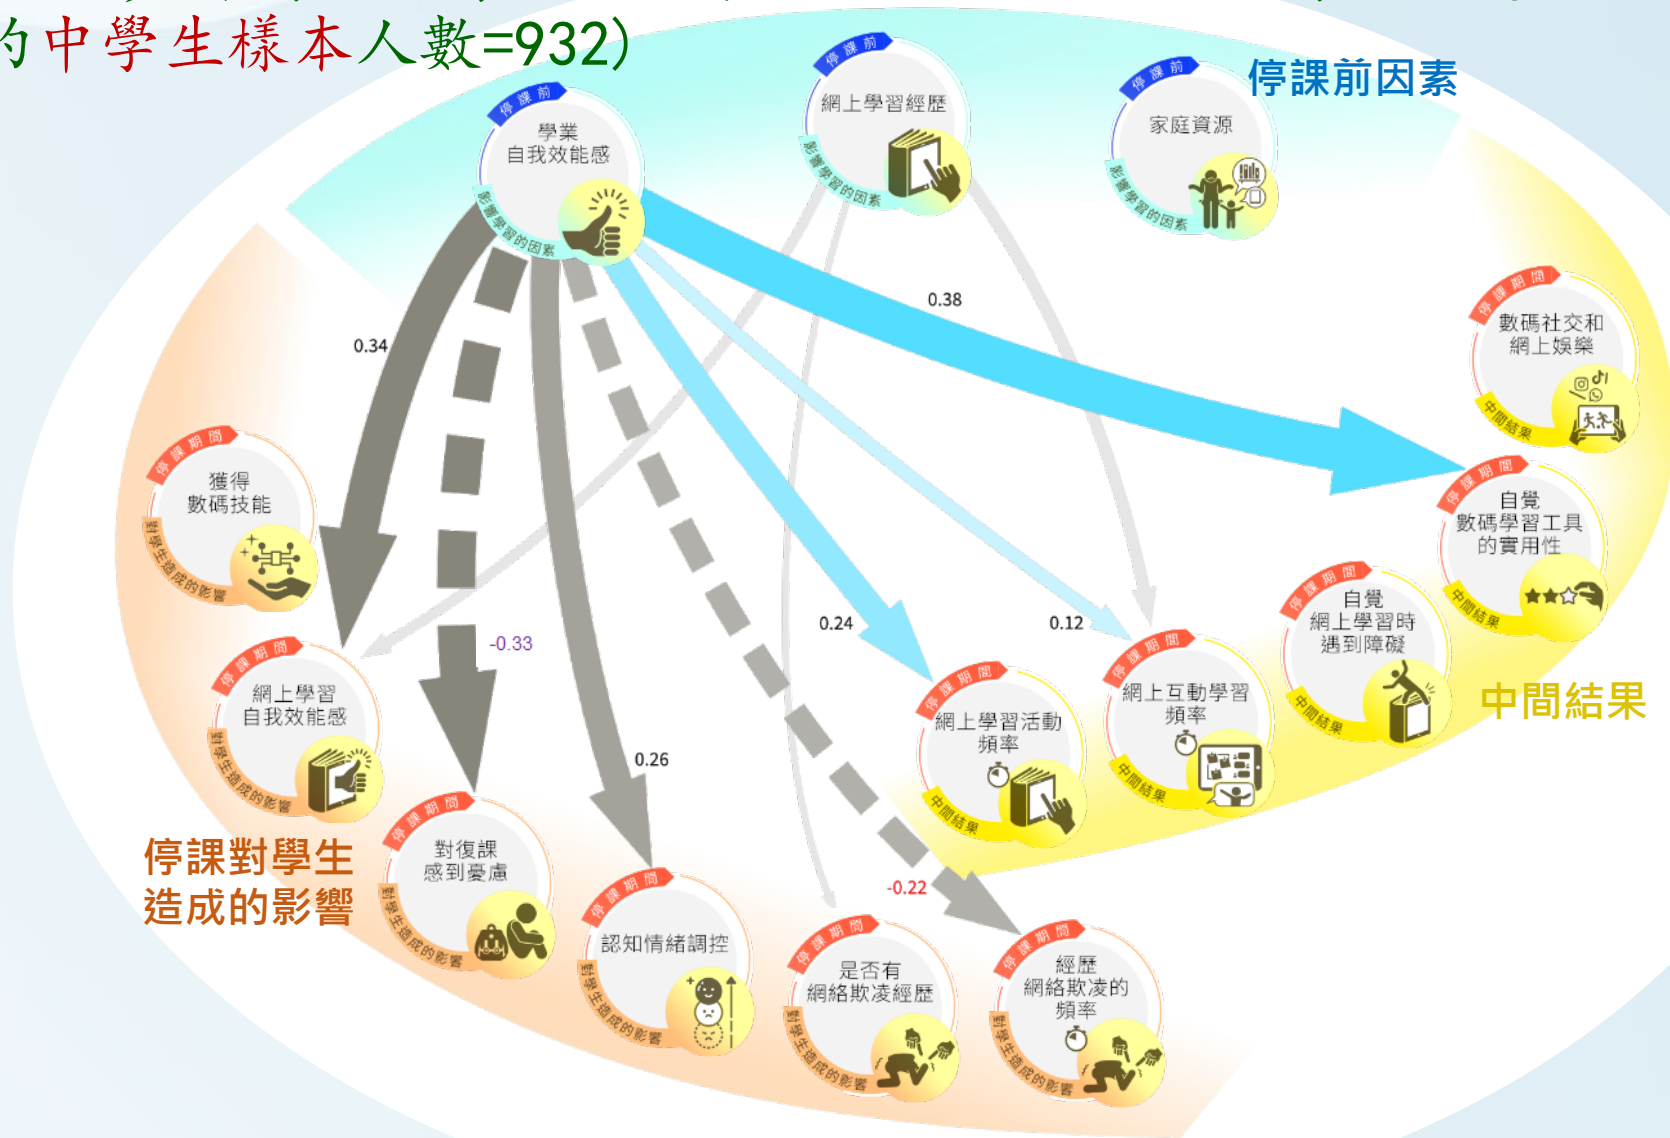 的中學生樣本人數=932)
停課前因素
停課前
學業
自我效能感
影響學習的因素
停課前
網上學習經歷
影響學習的因素
停課前
家庭資源
影響學習的因素
0.38
0.34
停課期間
數碼社交和
網上娛樂
中間結果
停課期間
自覺
數碼學習工具
的實用性
中間結果
停課期間
獲得
數碼技能
對學生造成的影響
停課期間
自覺
網上學習時
遇到障礙
中間結果
中間結果
0.24
0.12
-0.33
停課期間
網上學習
自我效能感
對學生造成的影響
停課期間
網上學習活動
頻率
中間結果
停課期間
網上互動學習
頻率
中間結果
0.26
停課對學生
造成的影響
停課期間
對復課
感到憂慮
對學生造成的影響
停課期間
認知情緒調控
對學生造成的影響
-0.22
停課期間
是否有
網絡欺凌經歷
對學生造成的影響
停課期間
經歷
網絡欺凌的
頻率
對學生造成的影響